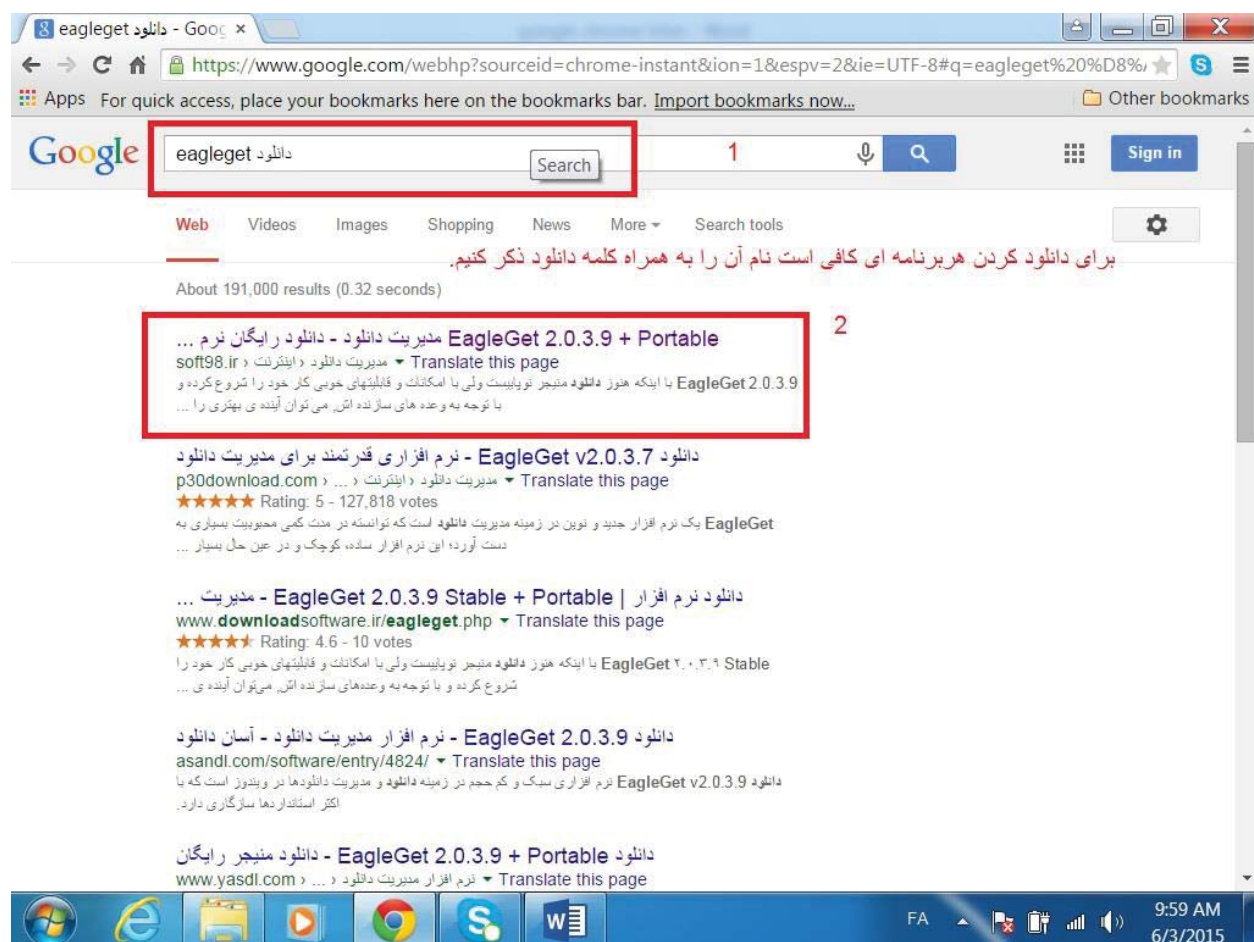 دانلود eagleget - Goog
https://www.google.com/webhp?sourceid=chrome-instant&ion=1&espv=2&ie=UTF-8#q=eagleget%20%D8%
Apps For quick access, place your bookmarks here on the bookmarks bar. Import bookmarks now... Other bookmarks
Google دانلود eagleget Search 1 Sign in
Web Videos Images Shopping News More Search tools
برای دانلود کردن هربرنامه ای کافی است نام آن را به همراه کلمه دانلود ذکر کنیم.
About 191,000 results (0.32 seconds)
2
EagleGet 2.0.3.9 + Portable مدیریت دانلود - دانلود رایگان نرم ...
soft98.ir › اینترنت › مدیریت دانلود Translate this page
EagleGet 2.0.3.9 با اینکه هنوز دانلود منیجر نوپاییست ولی با امکانات و قابلیتهای خوبی کار خود را شروع کرده و
با توجه به وعده های سازنده اش, می توان آینده ی بهتری را ...
دانلود EagleGet v2.0.3.7 - نرم افزاری قدرتمند برای مدیریت دانلود
p30download.com › ... › اینترنت › مدیریت دانلود Translate this page
Rating: 5 - 127,818 votes
EagleGet یک نرم افزار جدید و نوین در زمینه مدیریت دانلود است که توانسته در مدت کمی محبوبیت بسیاری به
دست آورد؛ این نرم افزار ساده، کوچک و در عین حال بسیار ...
دانلود نرم افزار | EagleGet 2.0.3.9 Stable + Portable - مدیریت ...
www.downloadsoftware.ir/eagleget.php Translate this page
Rating: 4.6 - 10 votes
EagleGet ۲.۰.۳.۹ Stable با اینکه هنوز دانلود منیجر نوپاییست ولی با امکانات و قابلیتهای خوبی کار خود را
شروع کرده و با توجه به وعده‌های سازنده اش, می‌توان آینده ی ...
دانلود EagleGet 2.0.3.9 - نرم افزار مدیریت دانلود - آسان دانلود
asandl.com/software/entry/4824/ Translate this page
دانلود EagleGet v2.0.3.9 نرم افزاری سبک و کم حجم در زمینه دانلود و مدیریت دانلودها در ویندوز است که با
اکثر استانداردها سازگاری دارد.
دانلود EagleGet 2.0.3.9 + Portable - دانلود منیجر رایگان
www.yasdl.com › ... › نرم افزار مدیریت دانلود Translate this page
FA 9:59 AM
6/3/2015